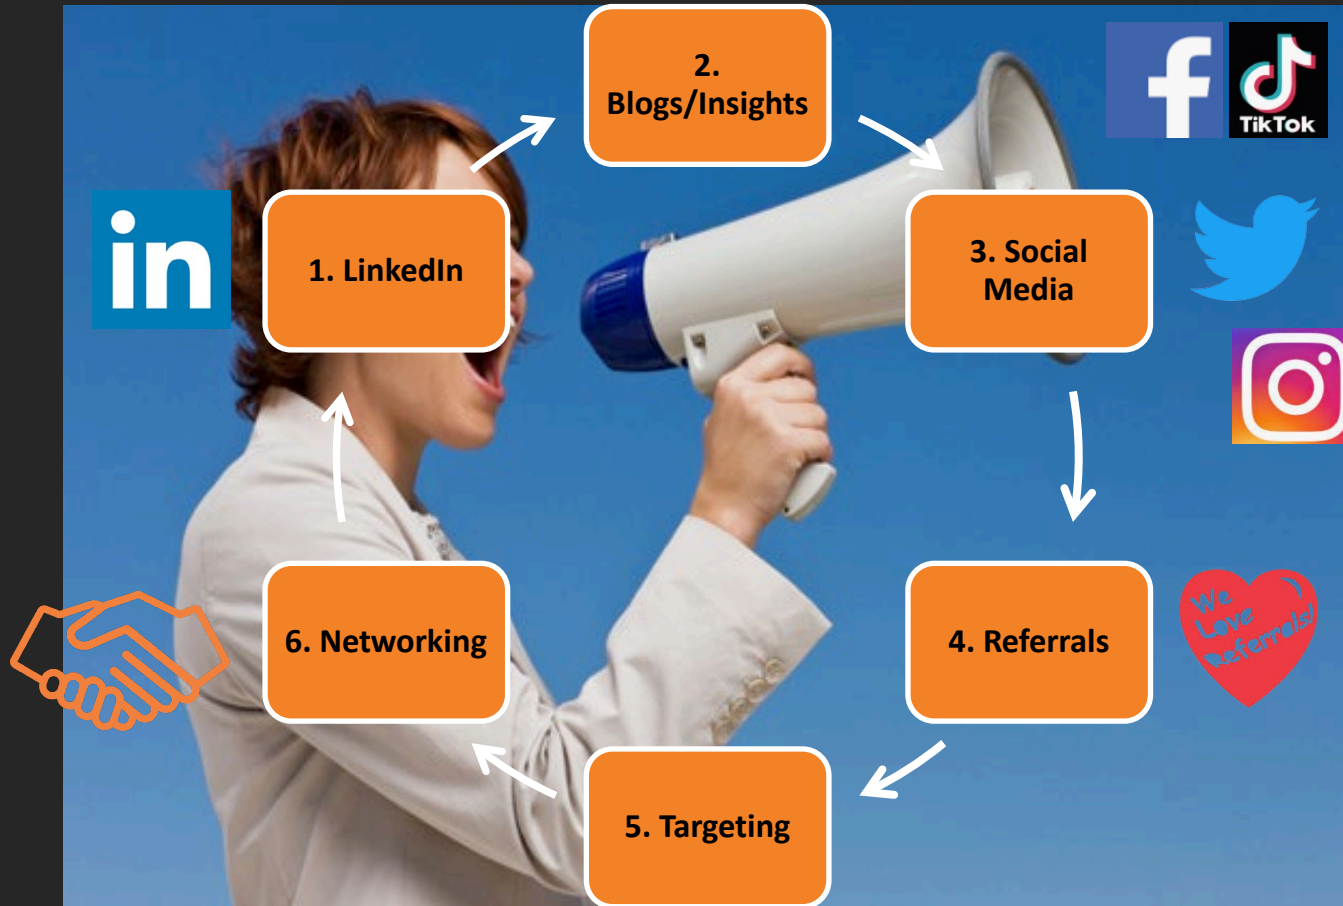 2.
Blogs/Insights
TikTok
in
1. LinkedIn
3. Social
Media
6. Networking
4. Referrals
We
Love
Referrals!
5. Targeting